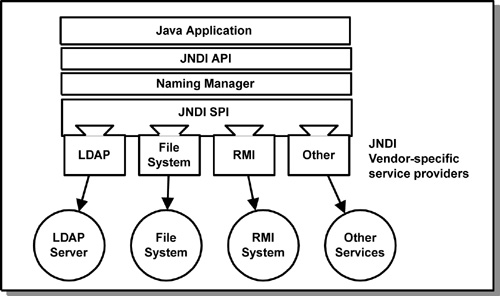 Java Application
JNDI API
Naming Manager
JNDI SPI
LDAP
File
System
RMI
Other
JNDI
Vendor-specific
service providers
LDAP
Server
File
System
RMI
System
Other
Services